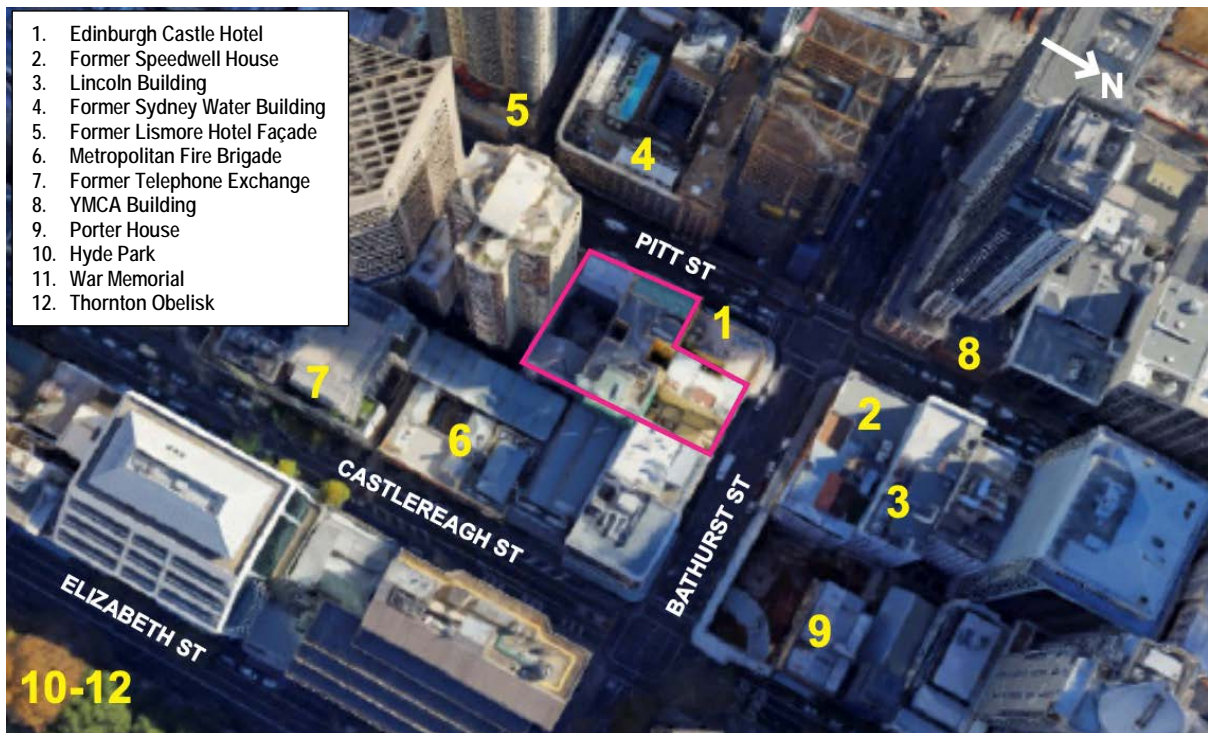 1. Edinburgh Castle Hotel
2. Former Speedwell House
3. Lincoln Building
4. Former Sydney Water Building
5. Former Lismore Hotel Façade
6. Metropolitan Fire Brigade
7. Former Telephone Exchange
8. YMCA Building
9. Porter House
10. Hyde Park
11. War Memorial
12. Thornton Obelisk
N
5
4
PITT ST
1
8
7
6
2
3
CASTLEREAGH ST
BATHURST ST
ELIZABETH ST
9
10-12